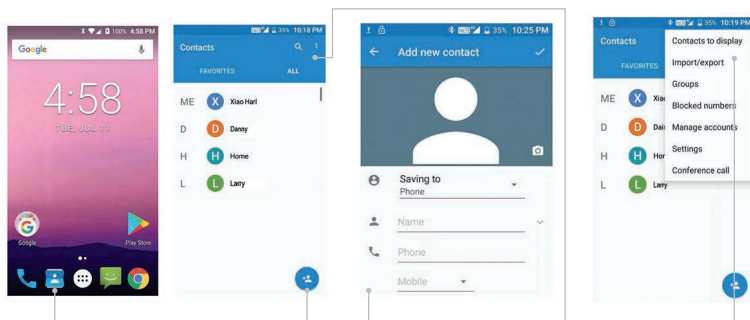 100% 4:58 PM
Google
4:58
TUE, JUL 11
Google
Play Store
35% 10:18 PM
Contacts
FAVORITES
ALL
ME X Xiao Harl
D D Danny
H H Home
L L Larry
35% 10:25 PM
Add new contact
Saving to
Phone
Name
Phone
Mobile
35% 10:19 PM
Contacts
FAVORITES
ME X Xiao
D D Dais
H H Hor
L L Larry
Contacts to display
Import/export
Groups
Blocked numbers
Manage accounts
Settings
Conference call